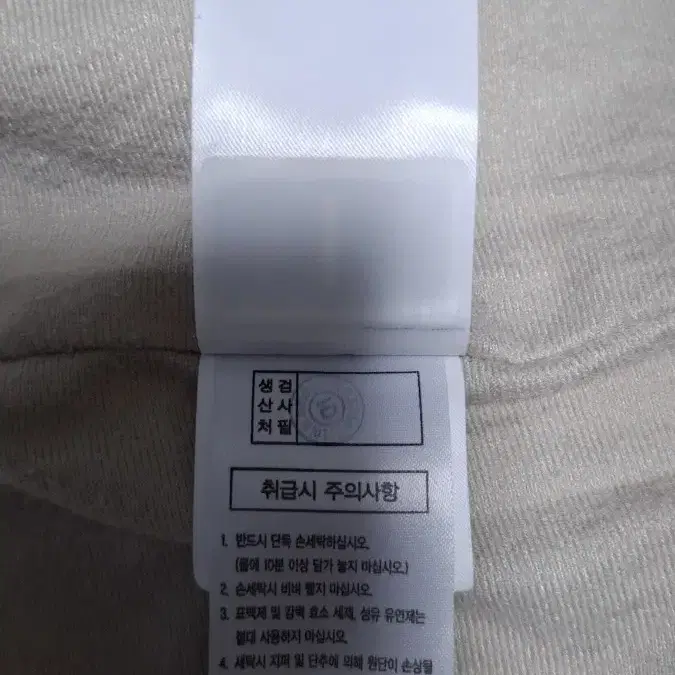 생 검
산 사
처 필
취급시 주의사항
1. 반드시 단독 손세탁하십시오.
(물에 10분 이상 담가 놓지 마십시오.)
2. 손세탁시 비벼 빨지 마십시오.
3. 표백제 및 강력 효소 세제, 섬유 유연제는
절대 사용하지 마십시오.
4. 세탁시 지퍼 및 단추에 의해 원단이 손상될